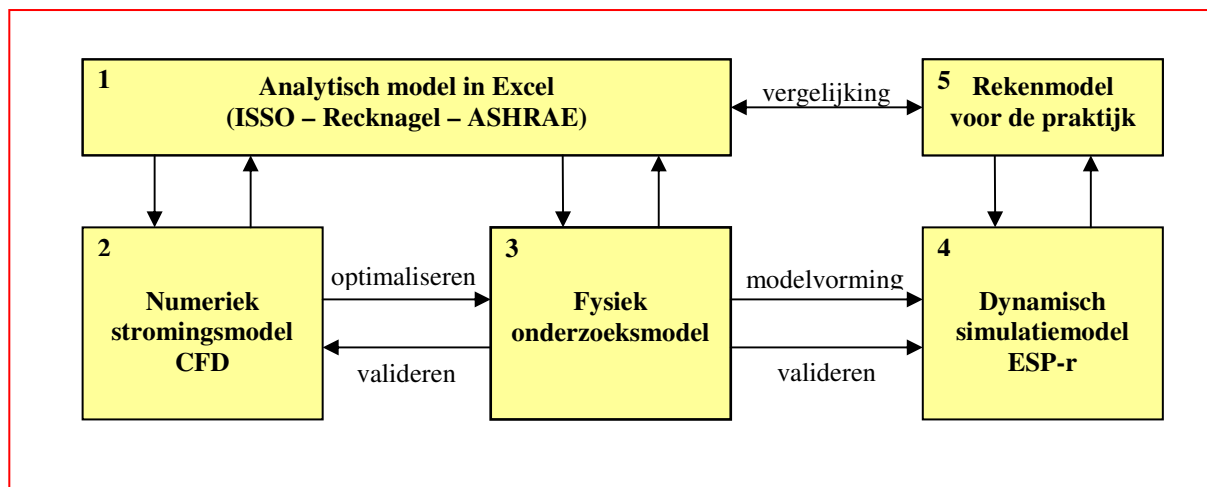 1
Analytisch model in Excel
(ISSO – Recknagel – ASHRAE)
vergelijking
5
Rekenmodel
voor de praktijk
2
Numeriek
stromingsmodel
CFD
optimaliseren
valideren
3
Fysiek
onderzoeksmodel
modelvorming
valideren
4
Dynamisch
simulatiemodel
ESP-r